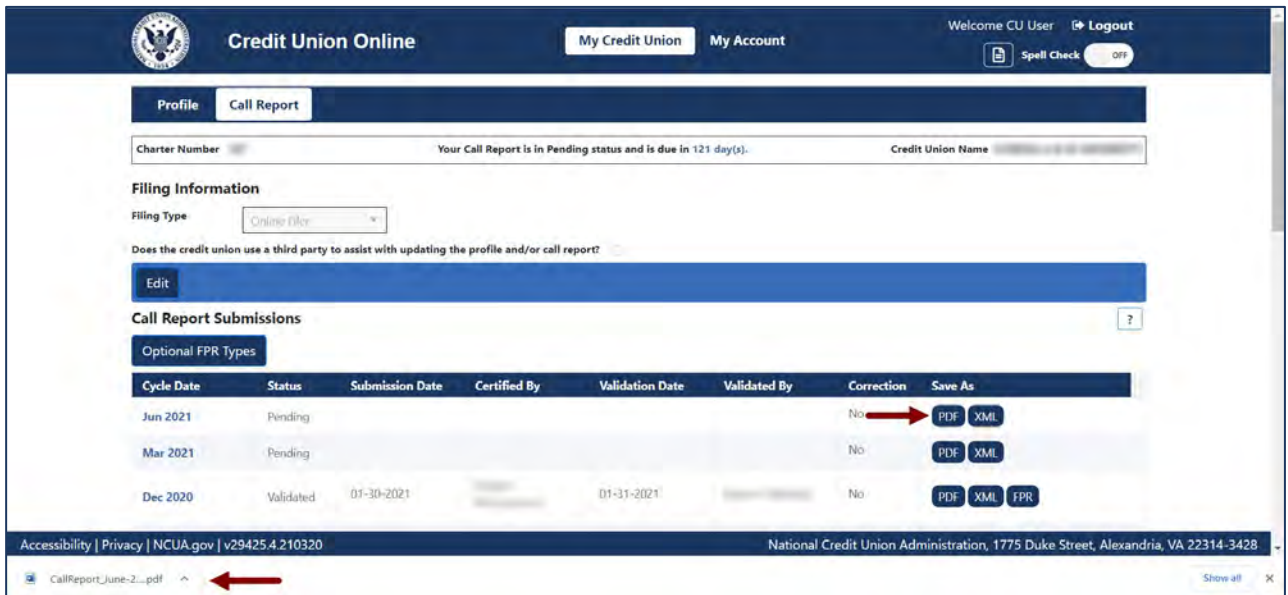 Welcome CU User Logout
Credit Union Online My Credit Union My Account
Spell Check OFF
Profile Call Report
Charter Number Your Call Report is in Pending status and is due in 121 day(s). Credit Union Name
Filing Information
Filing Type Online Filer
Does the credit union use a third party to assist with updating the profile and/or call report?
Edit
Call Report Submissions ?
Optional FPR Types
Cycle Date Status Submission Date Certified By Validation Date Validated By Correction Save As
Jun 2021 Pending No PDF XML
Mar 2021 Pending No PDF XML
Dec 2020 Validated 01-30-2021 01-31-2021 No PDF XML FPR
Accessibility | Privacy | NCUA.gov | v29425.4.210320 National Credit Union Administration, 1775 Duke Street, Alexandria, VA 22314-3428
CallReport_June-2....pdf Show all